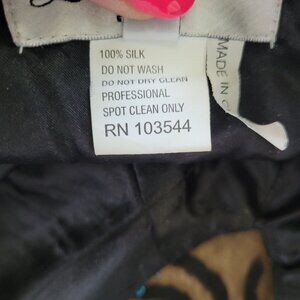 100% SILK
DO NOT WASH
DO NOT DRY CLEAN
PROFESSIONAL
SPOT CLEAN ONLY
RN 103544
MADE IN